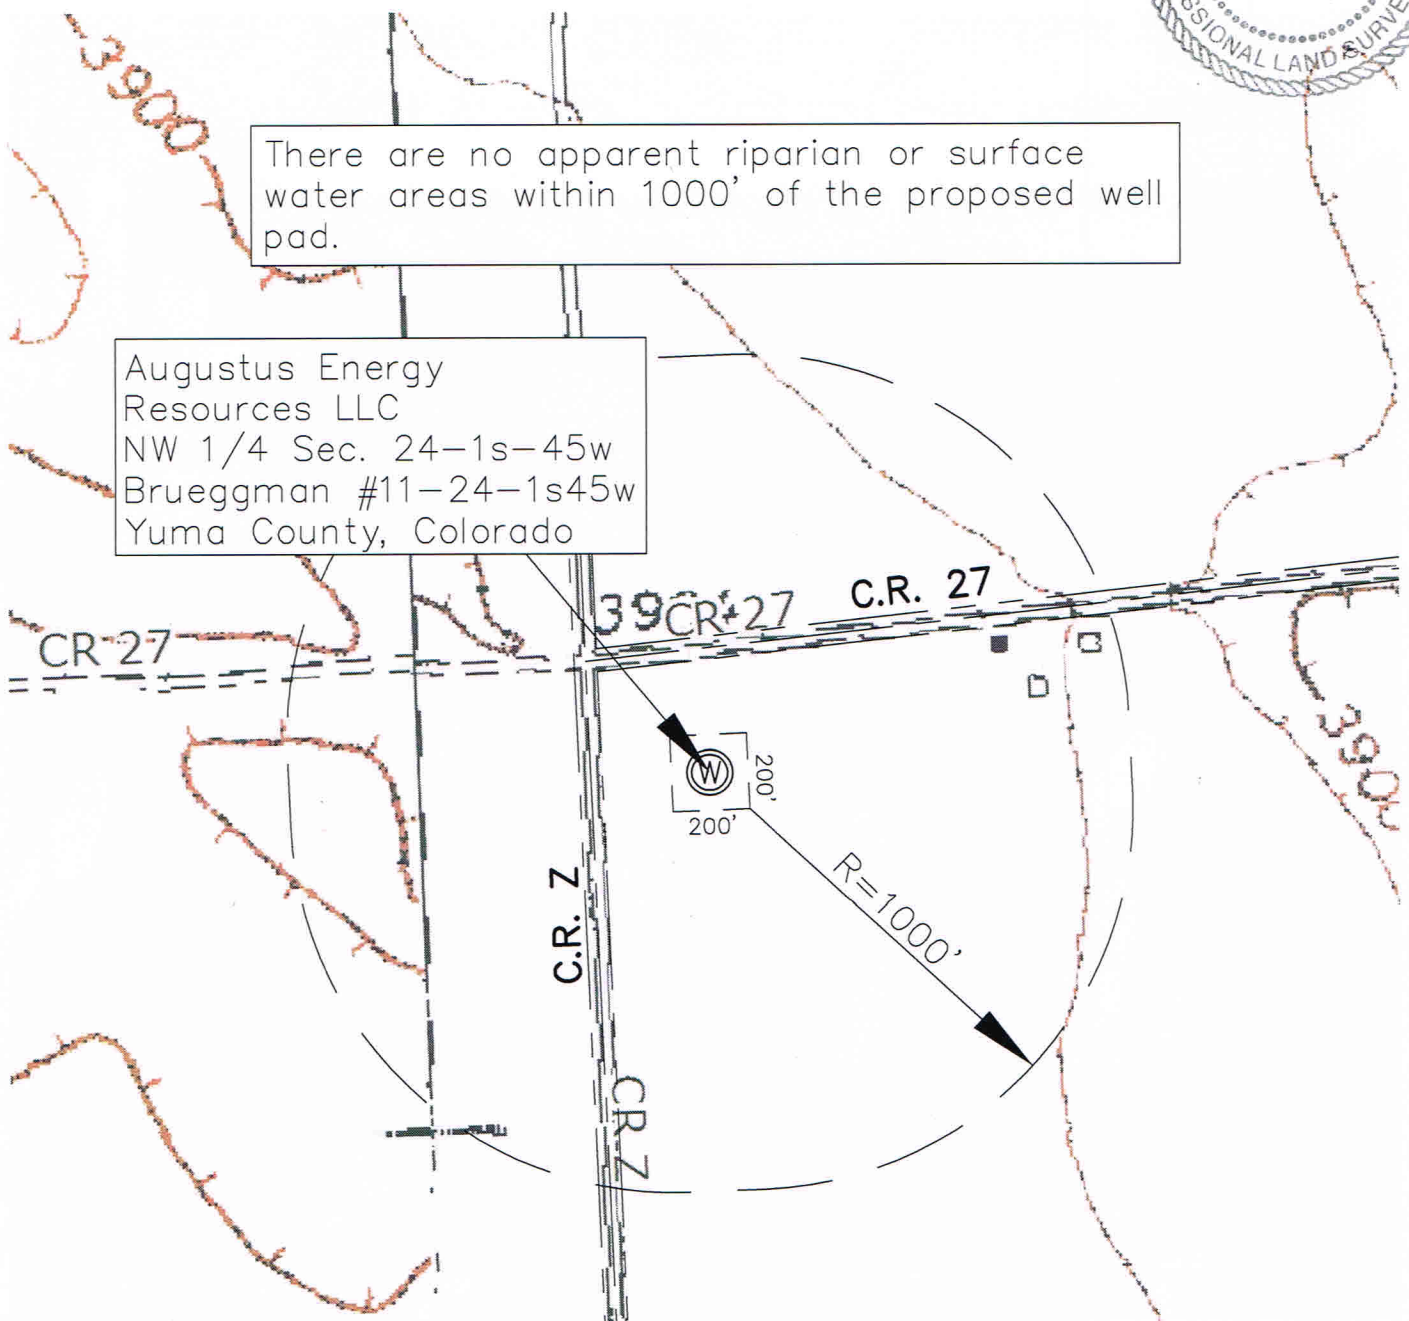 SSIONAL LAND SURVE
3900
There are no apparent riparian or surface
water areas within 1000' of the proposed well
pad.
Augustus Energy
Resources LLC
NW 1/4 Sec. 24-1s-45w
Brueggman #11-24-1s45w
Yuma County, Colorado
C.R. 27
CR 27
CR 27
3900
W
200'
200'
R=1000'
C.R. Z
CR Z